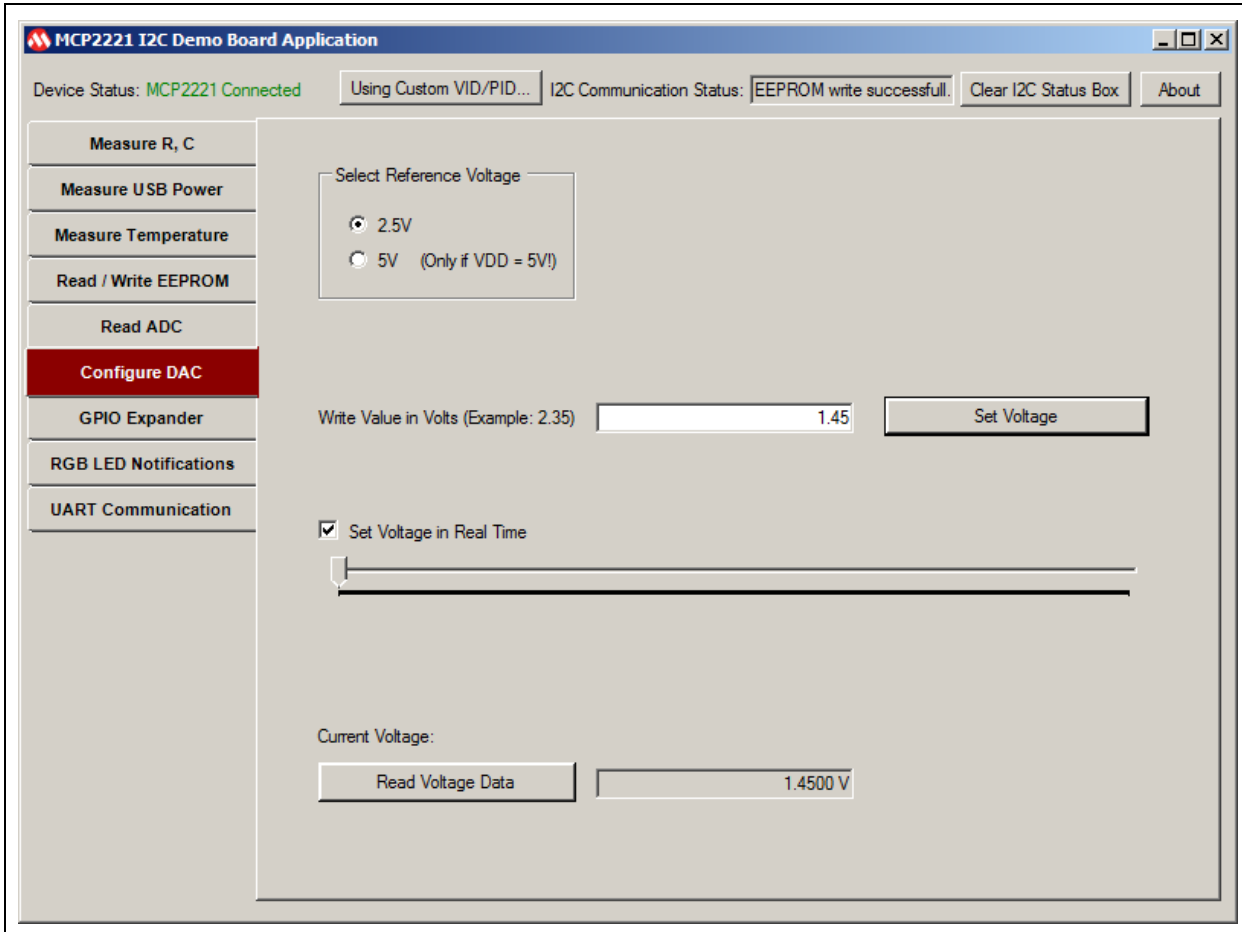 MCP2221 I2C Demo Board Application
Device Status: MCP2221 Connected Using Custom VID/PID... I2C Communication Status: EEPROM write successfull. Clear I2C Status Box About
Measure R, C
Measure USB Power
Measure Temperature
Read / Write EEPROM
Read ADC
Configure DAC
GPIO Expander
RGB LED Notifications
UART Communication
Select Reference Voltage
2.5V
5V (Only if VDD = 5V!)
Write Value in Volts (Example: 2.35) 1.45 Set Voltage
Set Voltage in Real Time
Current Voltage:
Read Voltage Data 1.4500 V